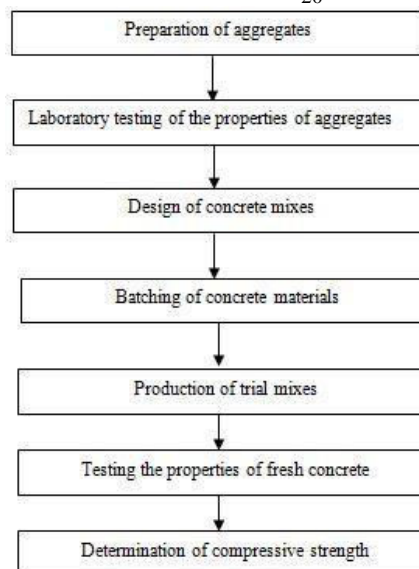 20
Preparation of aggregates
Laboratory testing of the properties of aggregates
Design of concrete mixes
Batching of concrete materials
Production of trial mixes
Testing the properties of fresh concrete
Determination of compressive strength